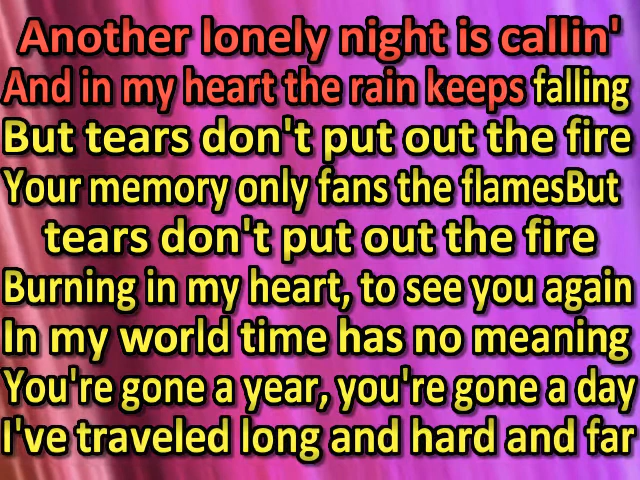 Another lonely night is callin'
And in my heart the rain keeps falling
But tears don't put out the fire
Your memory only fans the flamesBut
tears don't put out the fire
Burning in my heart, to see you again
In my world time has no meaning
You're gone a year, you're gone a day
I've traveled long and hard and far